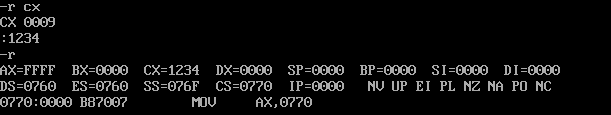 -r cx
CX 0009
:1234
-r
AX=FFFF  BX=0000  CX=1234  DX=0000  SP=0000  BP=0000  SI=0000  DI=0000
DS=0760  ES=0760  SS=076F  CS=0770  IP=0000   NV UP EI PL NZ NA PO NC
0770:0000 B87007        MOV     AX,0770